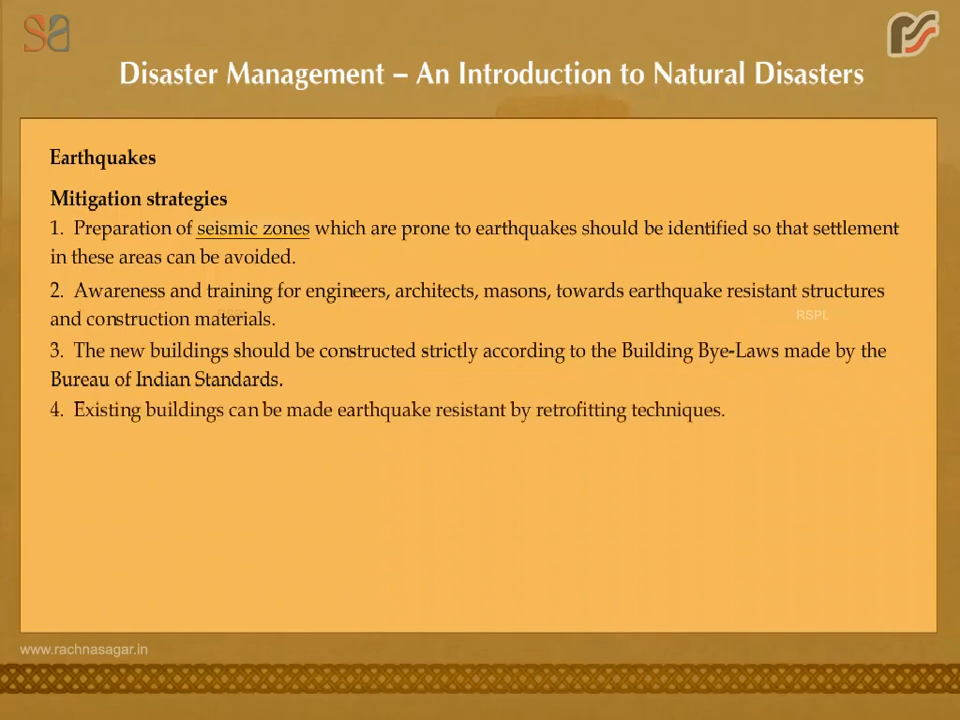 Disaster Management – An Introduction to Natural Disasters
Earthquakes
Mitigation strategies
1. Preparation of seismic zones which are prone to earthquakes should be identified so that settlement
in these areas can be avoided.
2. Awareness and training for engineers, architects, masons, towards earthquake resistant structures
and construction materials.
RSPL
3. The new buildings should be constructed strictly according to the Building Bye-Laws made by the
Bureau of Indian Standards.
4. Existing buildings can be made earthquake resistant by retrofitting techniques.
www.rachnasagar.in